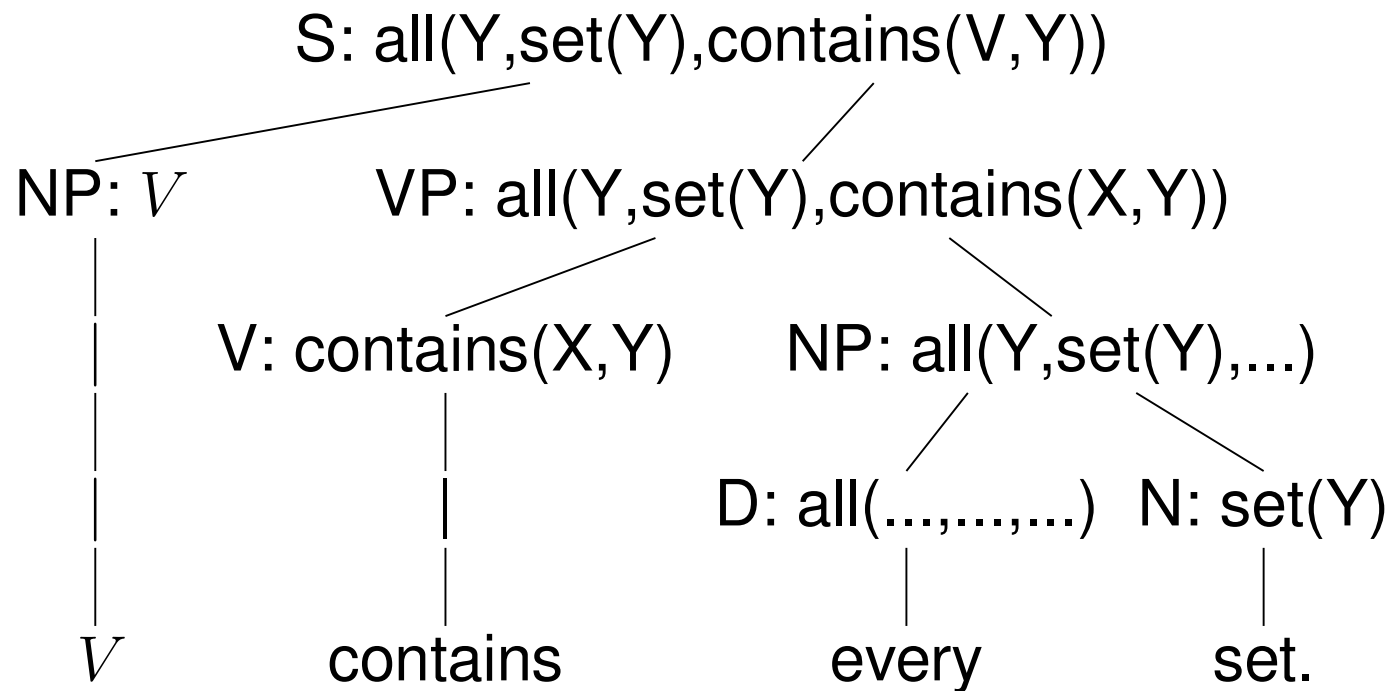 S: all(Y,set(Y),contains(V,Y))
NP: V VP: all(Y,set(Y),contains(X,Y))
V: contains(X,Y) NP: all(Y,set(Y),...)
D: all(...,...,...) N: set(Y)
V contains every set.